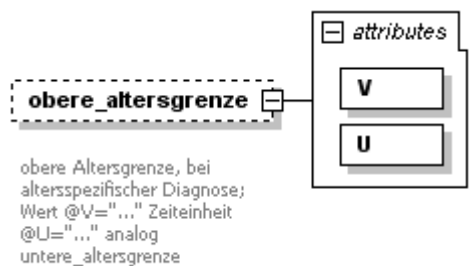 attributes
obere_altersgrenze
V
U
obere Altersgrenze, bei
altersspezifischer Diagnose;
Wert @V="..." Zeiteinheit
@U="..." analog
untere_altersgrenze